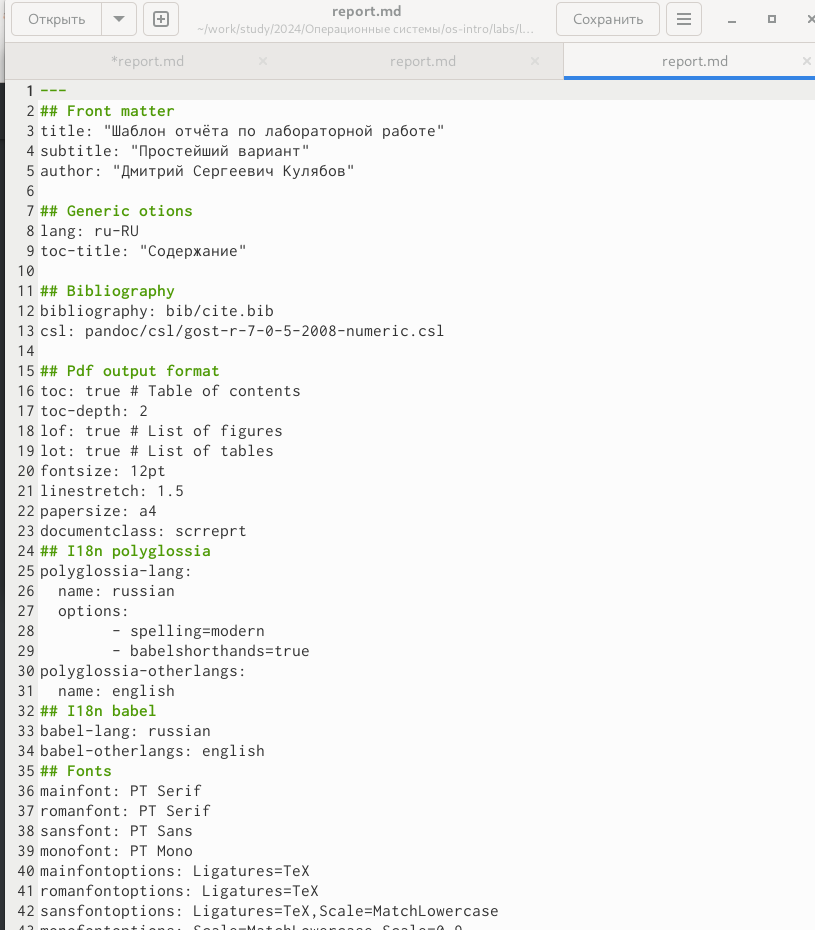 Открыть
report.md
~/work/study/2024/Операционные системы/os-intro/labs/l...
Сохранить
*report.md
report.md
report.md
1 ---
2 ## Front matter
3 title: "Шаблон отчёта по лабораторной работе"
4 subtitle: "Простейший вариант"
5 author: "Дмитрий Сергеевич Кулябов"
6
7 ## Generic otions
8 lang: ru-RU
9 toc-title: "Содержание"
10
11 ## Bibliography
12 bibliography: bib/cite.bib
13 csl: pandoc/csl/gost-r-7-0-5-2008-numeric.csl
14
15 ## Pdf output format
16 toc: true # Table of contents
17 toc-depth: 2
18 lof: true # List of figures
19 lot: true # List of tables
20 fontsize: 12pt
21 linestretch: 1.5
22 papersize: a4
23 documentclass: scrreprt
24 ## I18n polyglossia
25 polyglossia-lang:
26   name: russian
27   options:
28         - spelling=modern
29         - babelshorthands=true
30 polyglossia-otherlangs:
31   name: english
32 ## I18n babel
33 babel-lang: russian
34 babel-otherlangs: english
35 ## Fonts
36 mainfont: PT Serif
37 romanfont: PT Serif
38 sansfont: PT Sans
39 monofont: PT Mono
40 mainfontoptions: Ligatures=TeX
41 romanfontoptions: Ligatures=TeX
42 sansfontoptions: Ligatures=TeX,Scale=MatchLowercase
43 monofontoptions: Scale=MatchLowercase,Scale=0.9